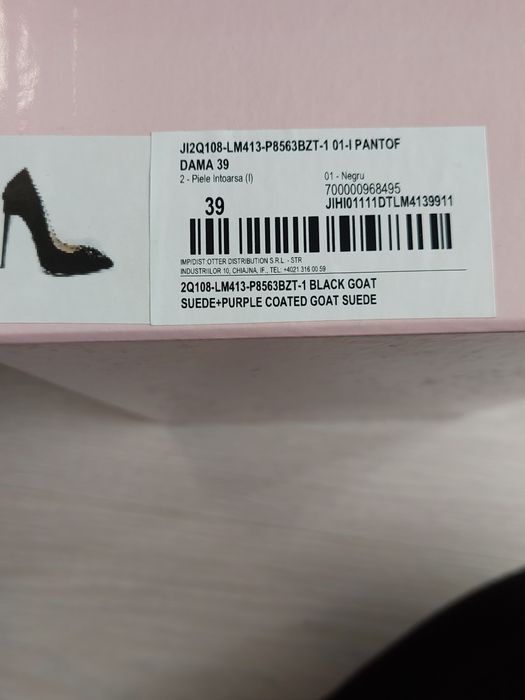 JI2Q108-LM413-P8563BZT-1 01-I PANTOF
DAMA 39
2 - Piele Intoarsa (I)
01 - Negru
700000968495
39
JIHI01111DTLM4139911
IMP/DIST:OTTER DISTRIBUTION S.R.L. - STR
INDUSTRIILOR 10, CHIAJNA, IF., TEL: +4021 316 00 59
2Q108-LM413-P8563BZT-1 BLACK GOAT
SUEDE+PURPLE COATED GOAT SUEDE